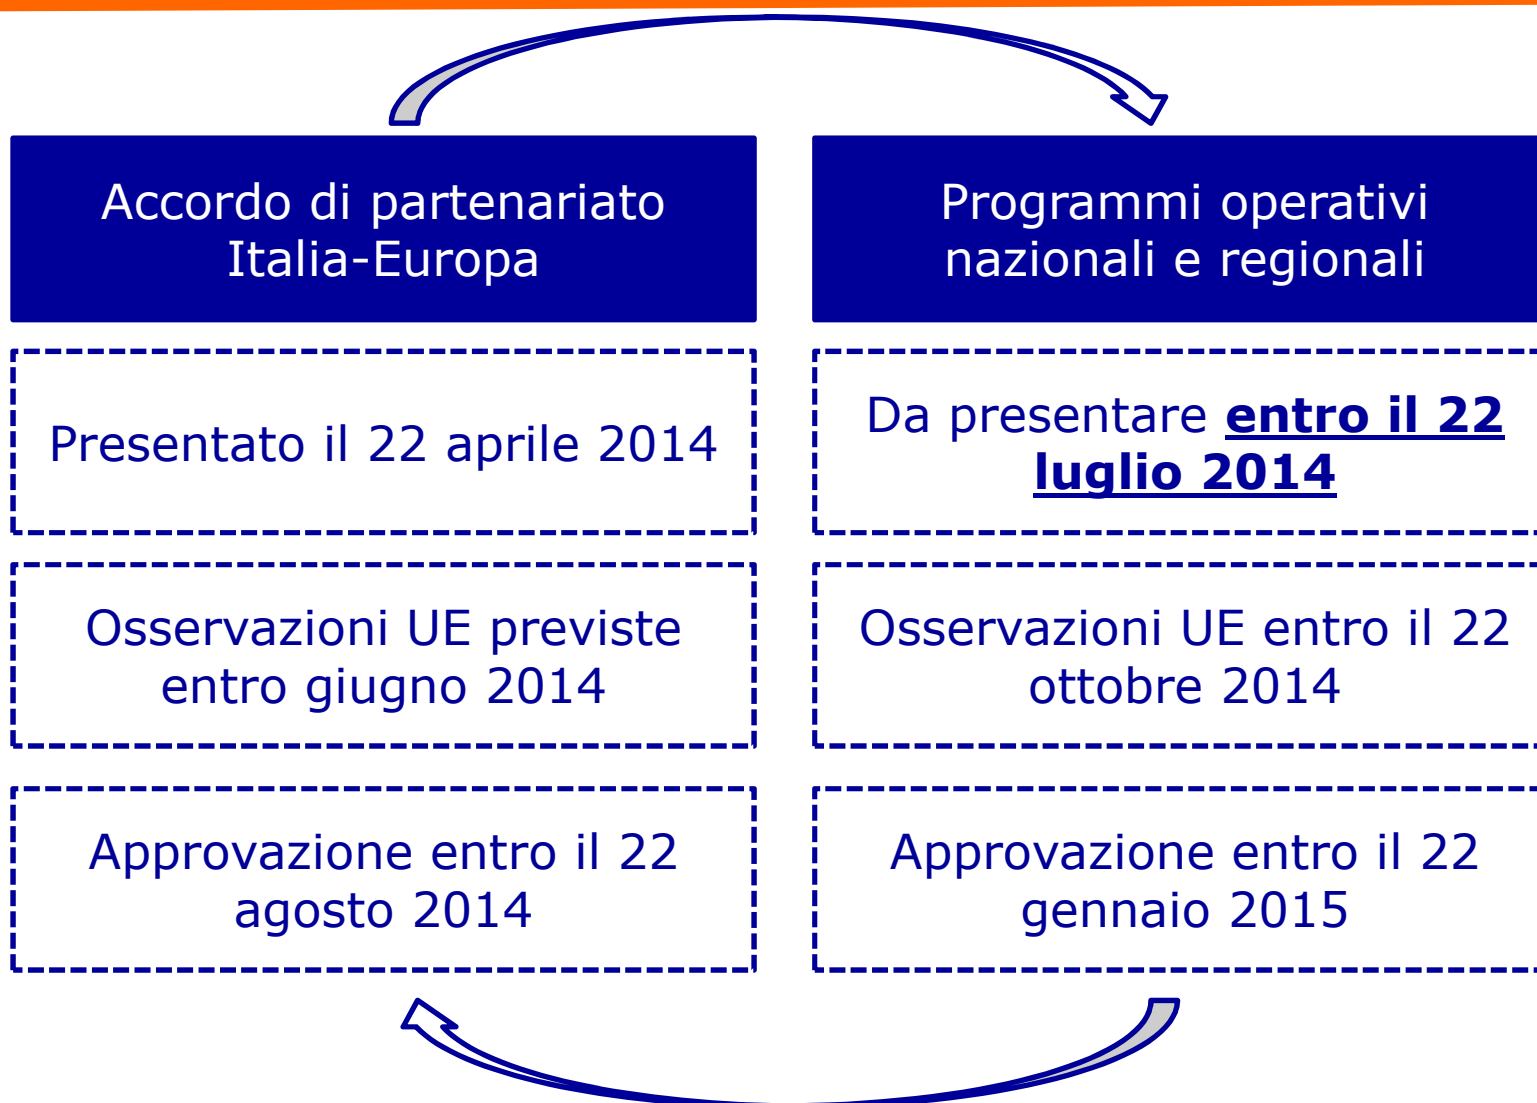 Accordo di partenariato
Italia-Europa
Presentato il 22 aprile 2014
Osservazioni UE previste
entro giugno 2014
Approvazione entro il 22
agosto 2014
Programmi operativi
nazionali e regionali
Da presentare entro il 22
luglio 2014
Osservazioni UE entro il 22
ottobre 2014
Approvazione entro il 22
gennaio 2015